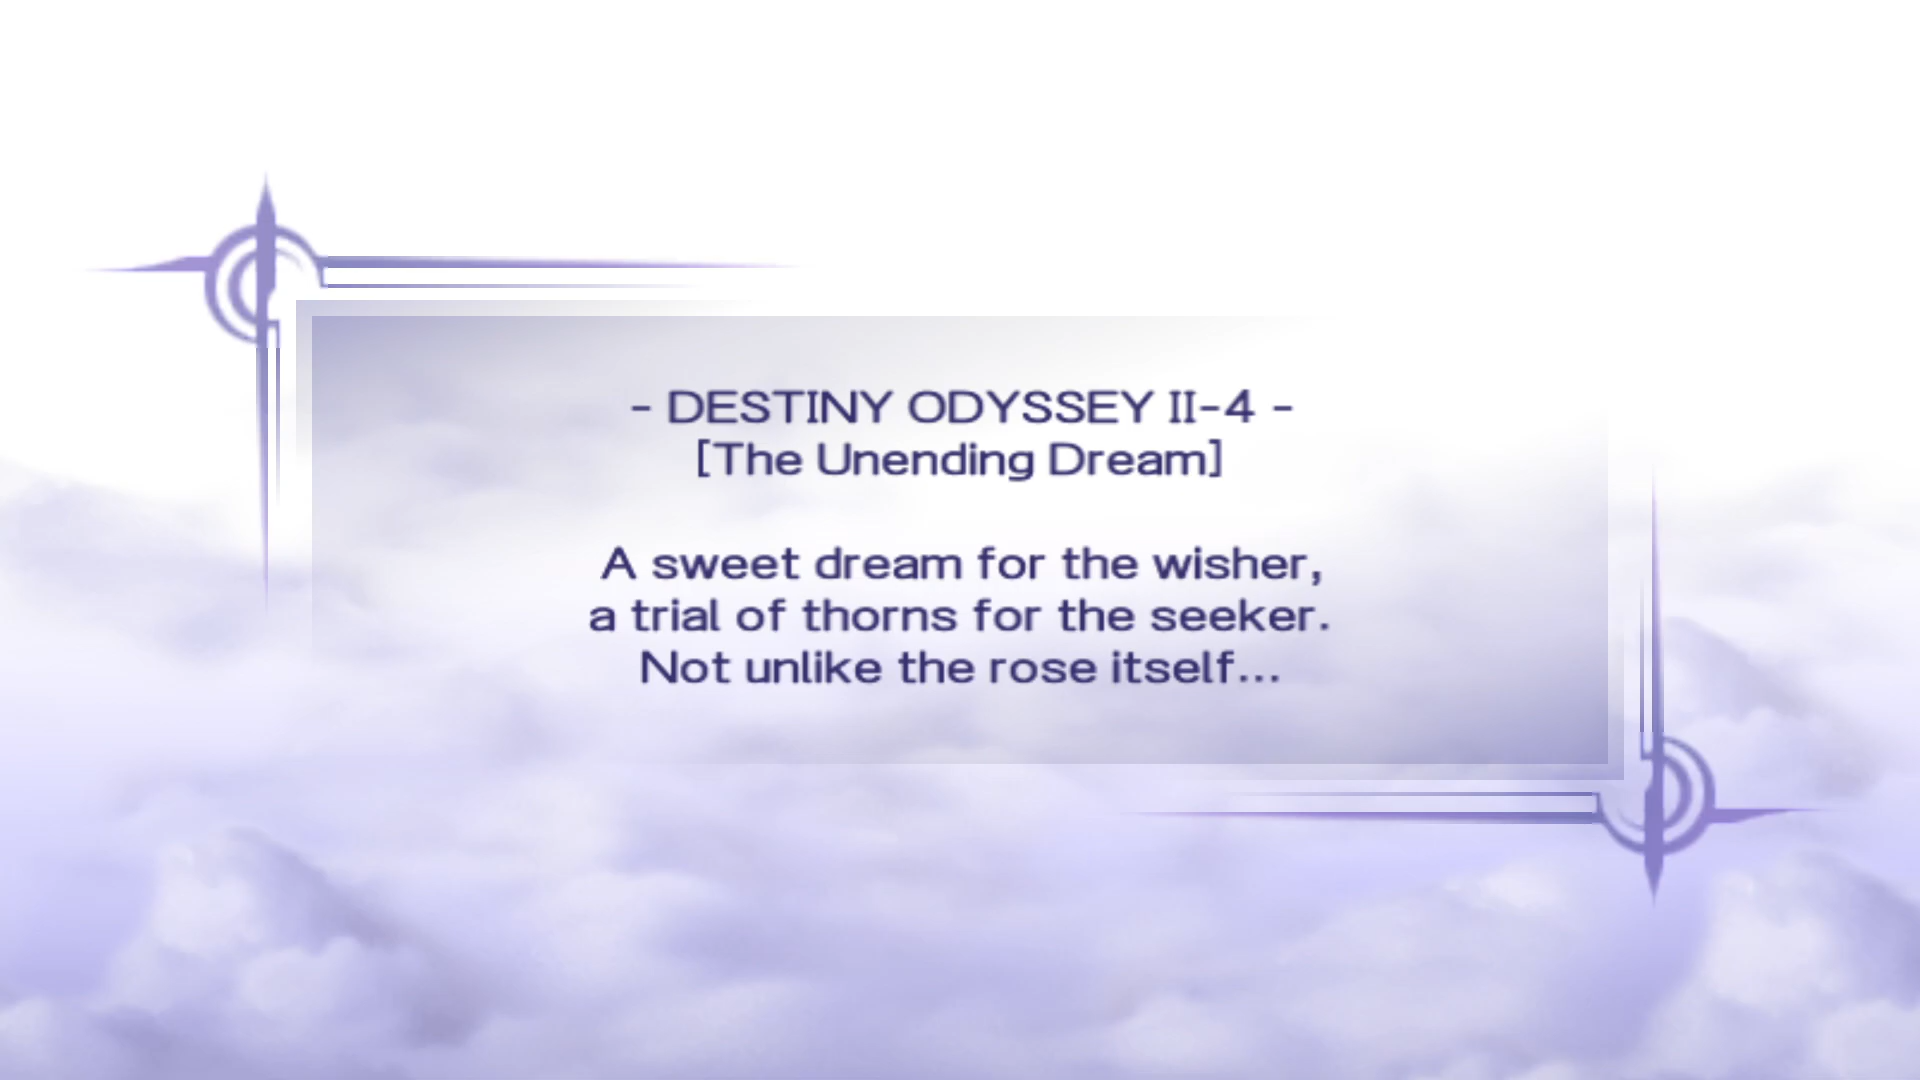 - DESTINY ODYSSEY II-4 -
[The Unending Dream]
A sweet dream for the wisher,
a trial of thorns for the seeker.
Not unlike the rose itself...